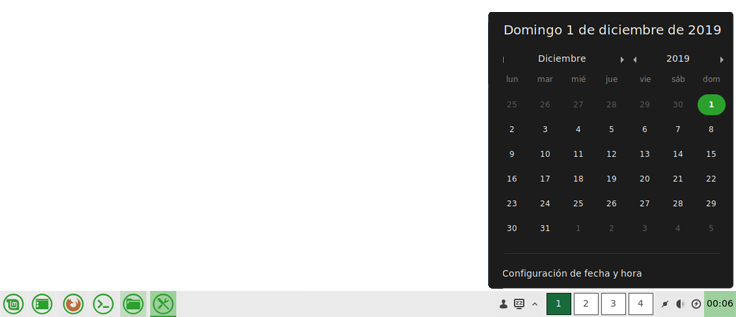 Domingo 1 de diciembre de 2019
Diciembre 2019
lun mar mié jue vie sáb dom
25 26 27 28 29 30 1
2 3 4 5 6 7 8
9 10 11 12 13 14 15
16 17 18 19 20 21 22
23 24 25 26 27 28 29
30 31 1 2 3 4 5
Configuración de fecha y hora
1 2 3 4 00:06